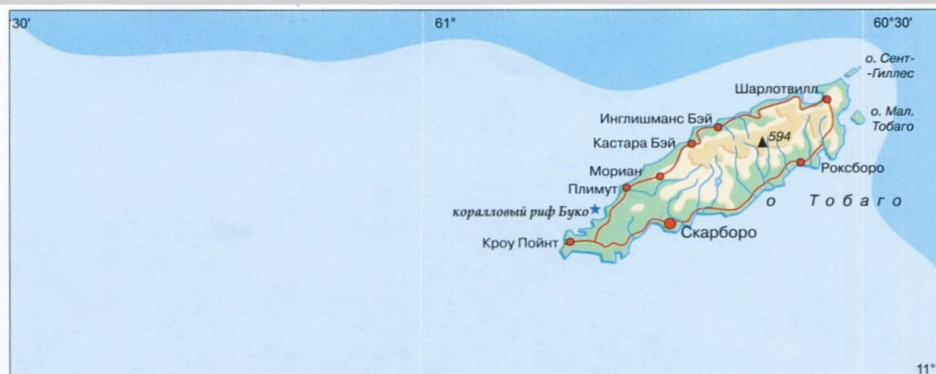 30'
61°
60°30'
о. Сент-
-Гиллес
Шарлотвилл
о. Мал.
Тобаго
Инглишманс Бэй
594
Кастара Бэй
Роксборо
Мориан
Плимут
о Тобаго
коралловый риф Буко
Скарборо
Кроу Пойнт
11°